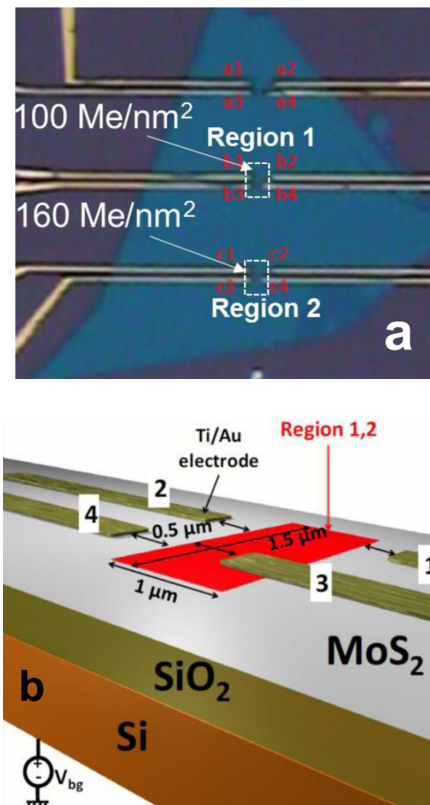 a1 a2
a3 a4
100 Me/nm²
Region 1
b1 b2
b3 b4
160 Me/nm²
c1 c2
c3 c4
Region 2
a
Ti/Au
electrode
Region 1,2
2
4
0.5 μm
1.5 μm
1
3
1 μm
MoS₂
b
SiO₂
Si
+
-
Vbg